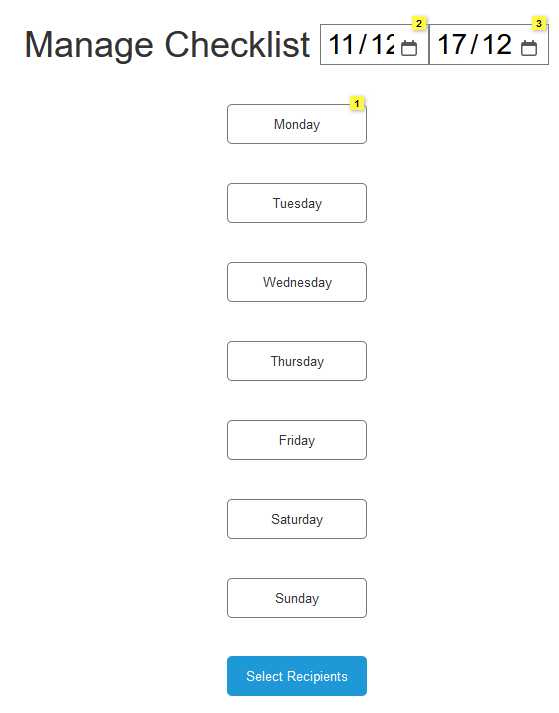 2 3
Manage Checklist 11/12 17/12
1
Monday
Tuesday
Wednesday
Thursday
Friday
Saturday
Sunday
Select Recipients